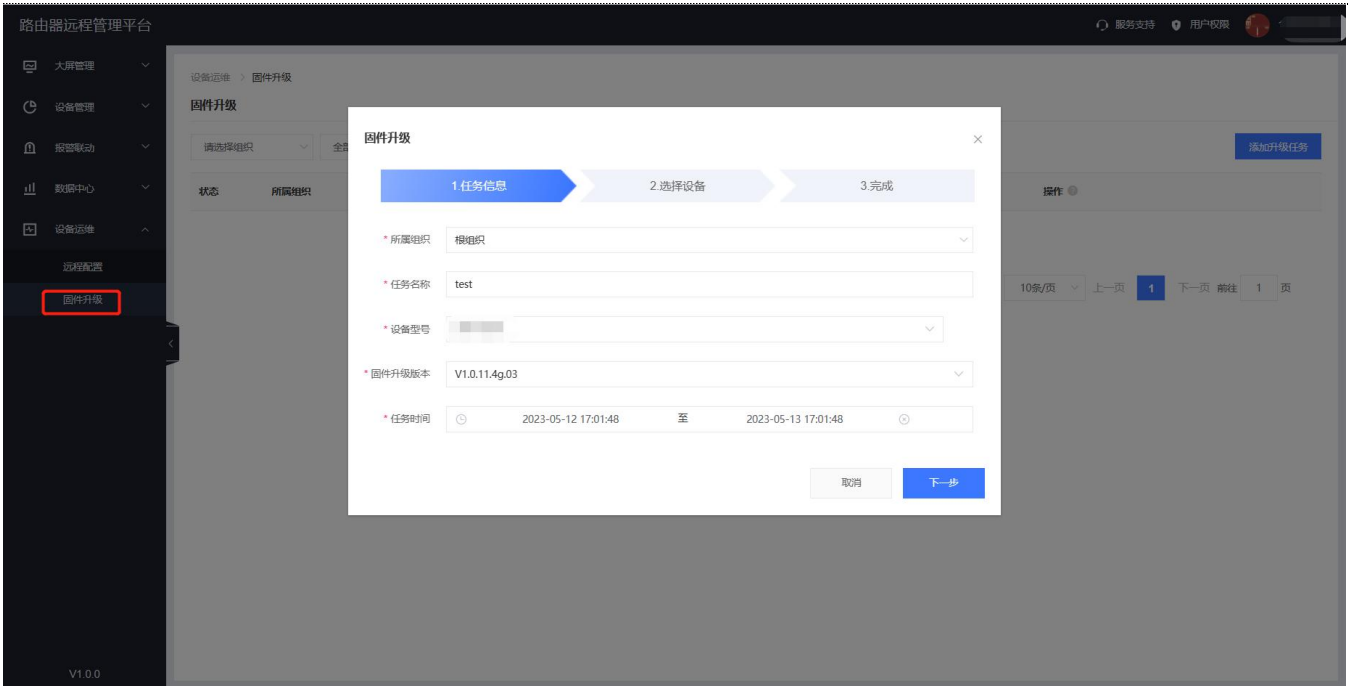 路由器远程管理平台
服务支持 用户权限
大屏管理
设备管理
报警联动
数据中心
设备运维
远程配置
固件升级
V1.0.0
设备运维 > 固件升级
固件升级
请选择组织
添加升级任务
状态 所属组织 操作
10条/页 上一页 1 下一页 前往 1 页
固件升级
1.任务信息 2.选择设备 3.完成
* 所属组织 根组织
* 任务名称 test
* 设备型号
* 固件升级版本 V1.0.11.4g.03
* 任务时间 2023-05-12 17:01:48 至 2023-05-13 17:01:48
取消 下一步